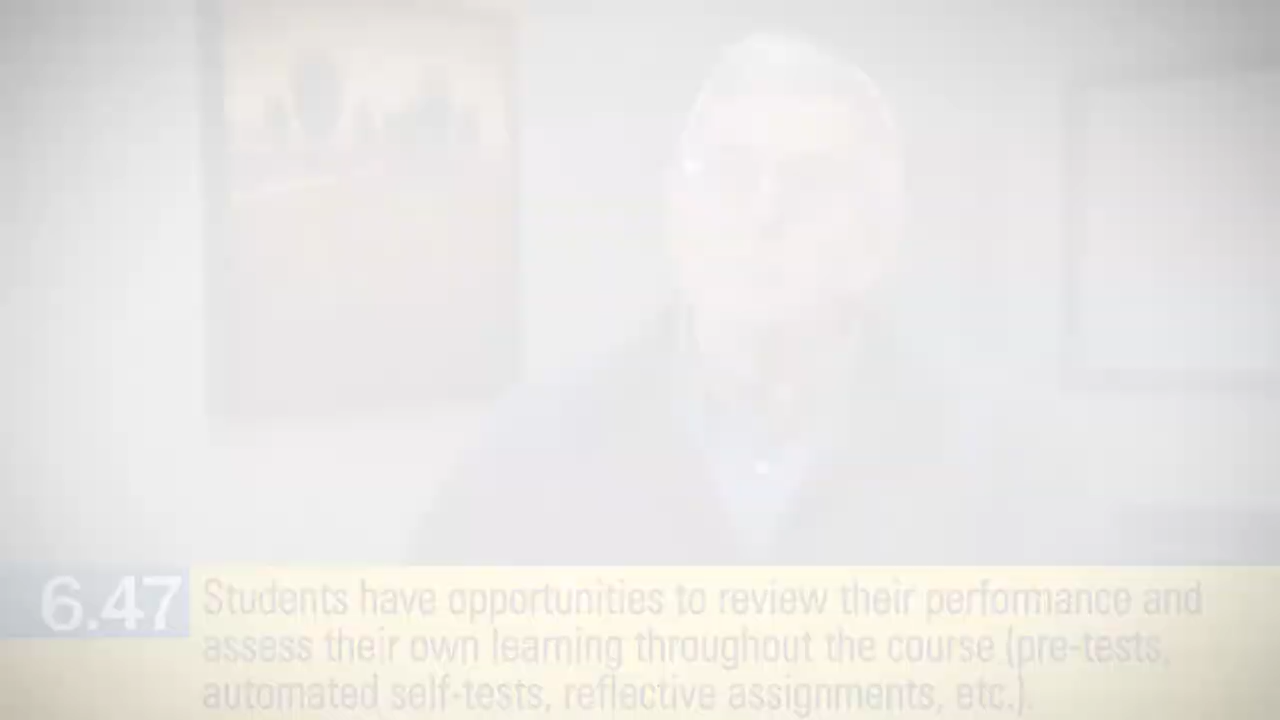 6.47
Students have opportunities to review their performance and
assess their own learning throughout the course (pre-tests,
automated self-tests, reflective assignments, etc.).